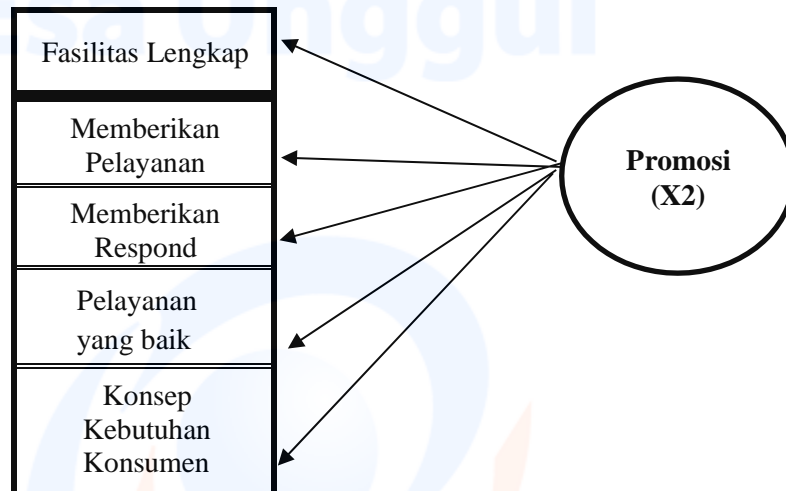 Fasilitas Lengkap
Memberikan
Pelayanan
Memberikan
Respond
Pelayanan
yang baik
Konsep
Kebutuhan
Konsumen
Promosi
(X2)